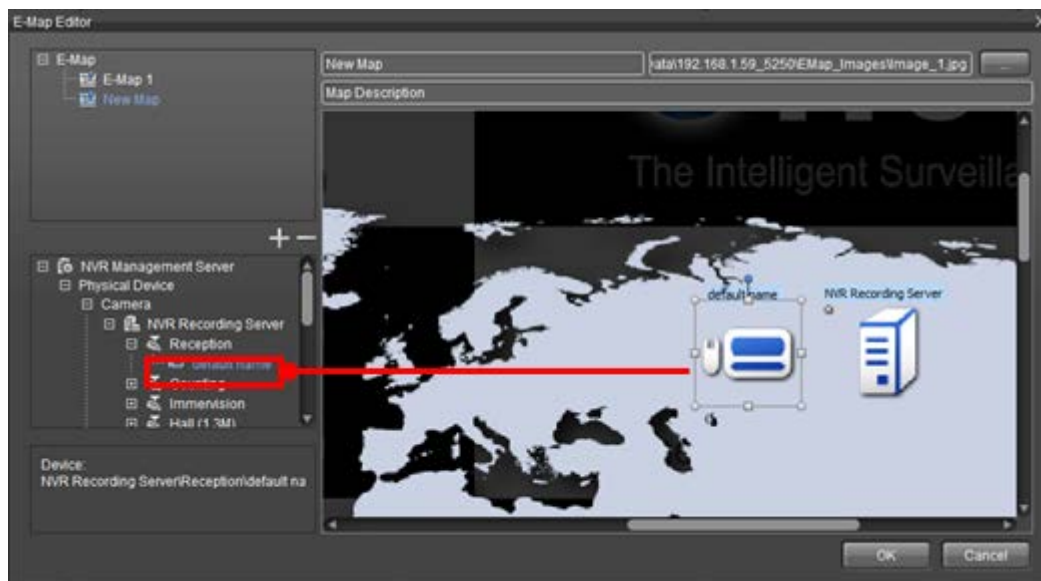 E-Map Editor
E-Map
E-Map 1
New Map
New Map
\192.168.1.59_5250\EMap_Images\Image_1.jpg
...
Map Description
The Intelligent Surveilla
NVR Management Server
Physical Device
Camera
NVR Recording Server
Reception
default name
Immervision
Hall (1.3M)
default name
NVR Recording Server
Device:
NVR Recording Server\Reception\default na
OK
Cancel